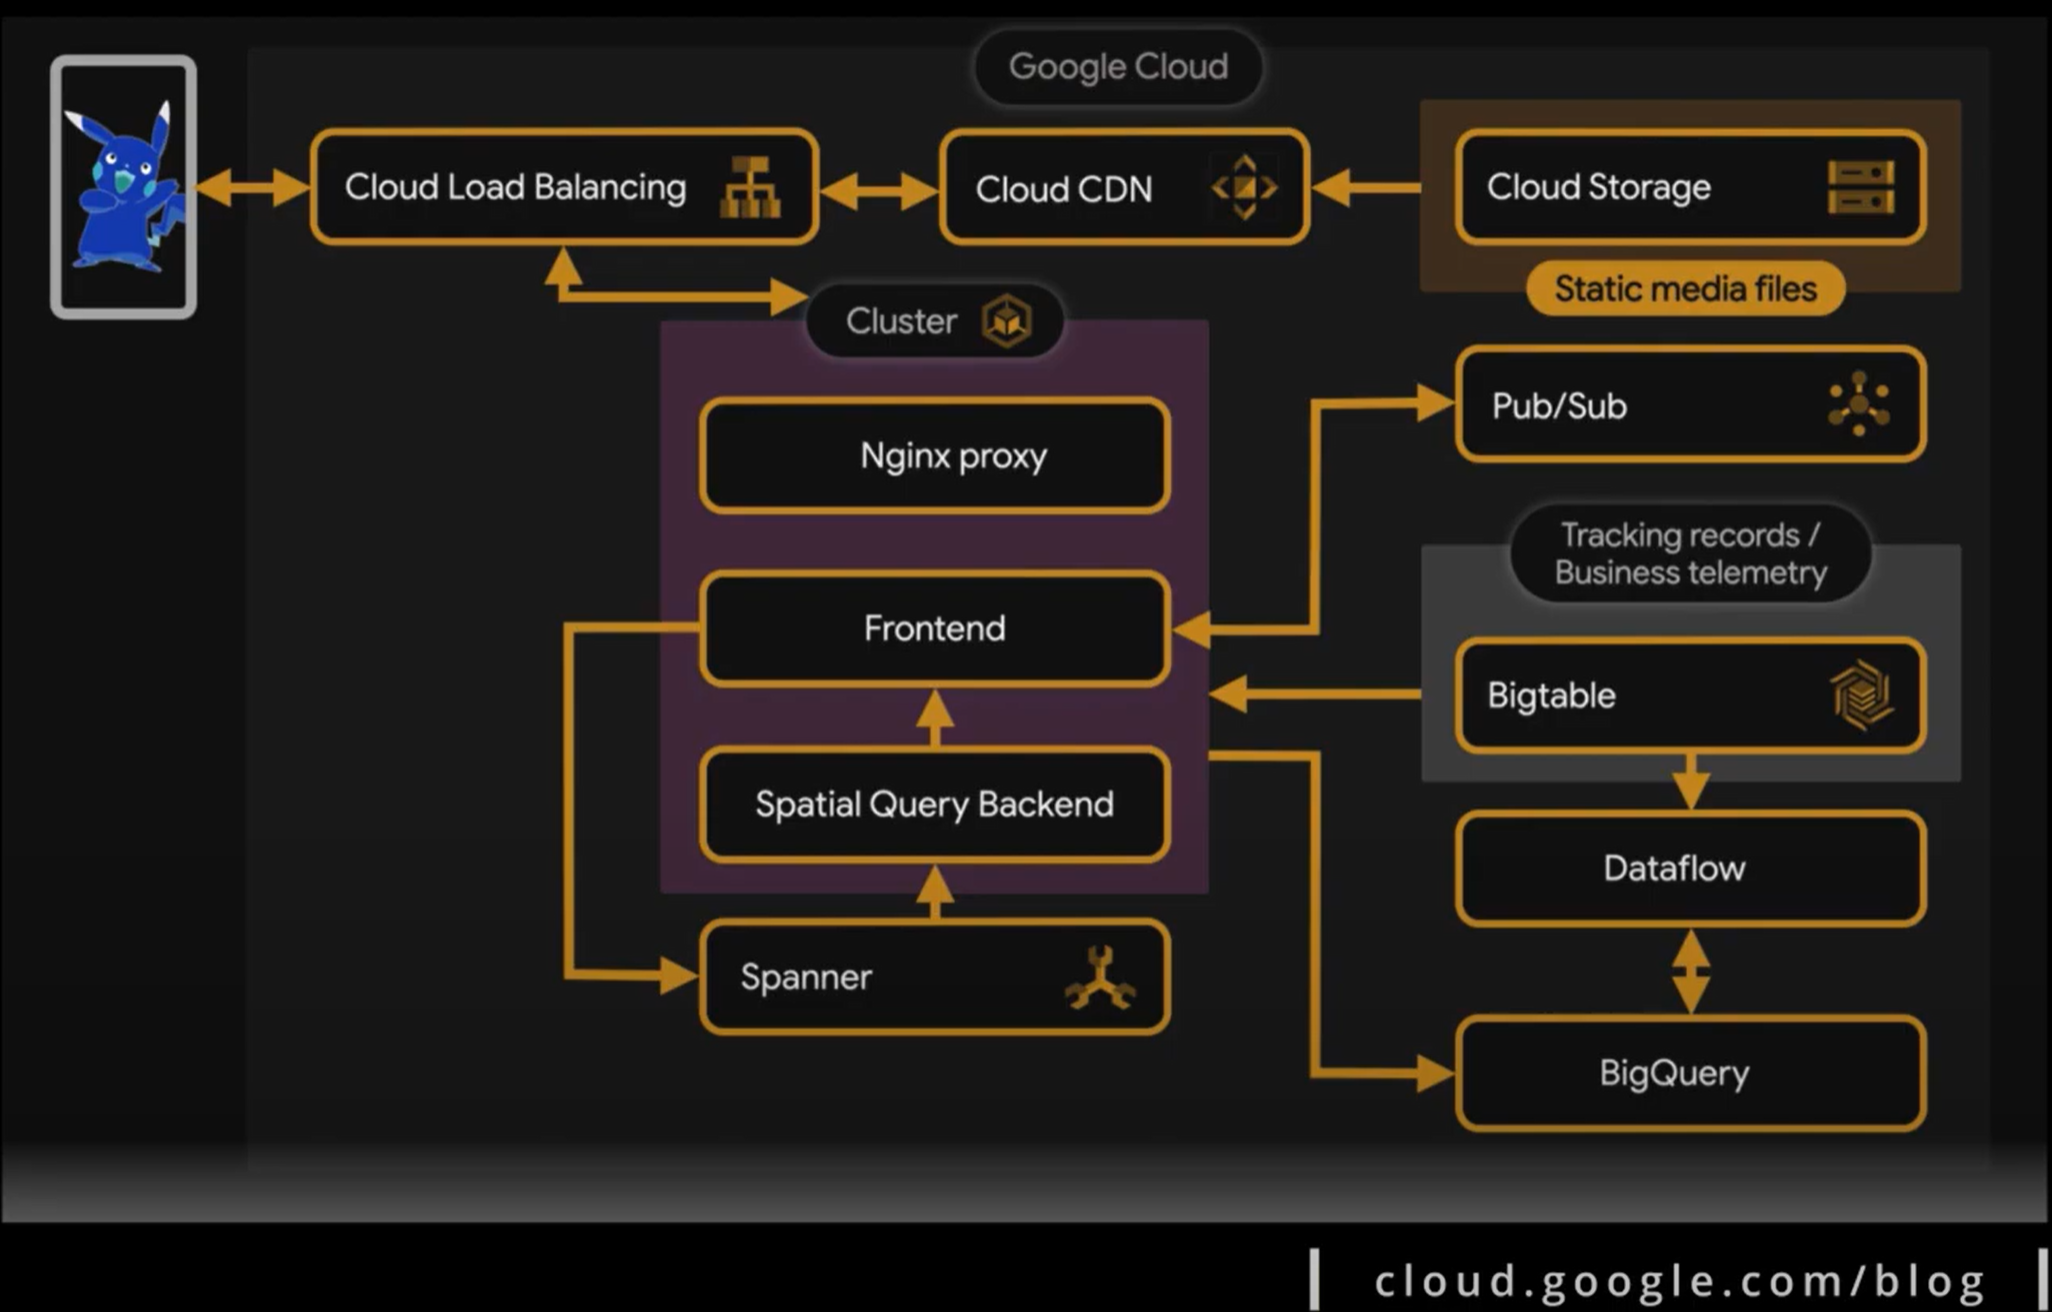 Google Cloud
Cloud Load Balancing
Cloud CDN
Cloud Storage
Static media files
Cluster
Nginx proxy
Pub/Sub
Tracking records /
Business telemetry
Frontend
Bigtable
Spatial Query Backend
Dataflow
Spanner
BigQuery
cloud.google.com/blog